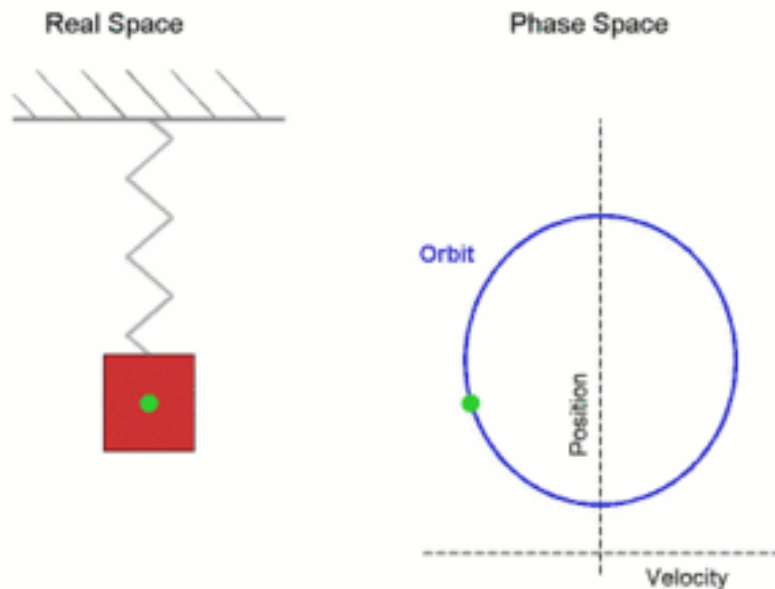 Real Space
Phase Space
Orbit
Position
Velocity